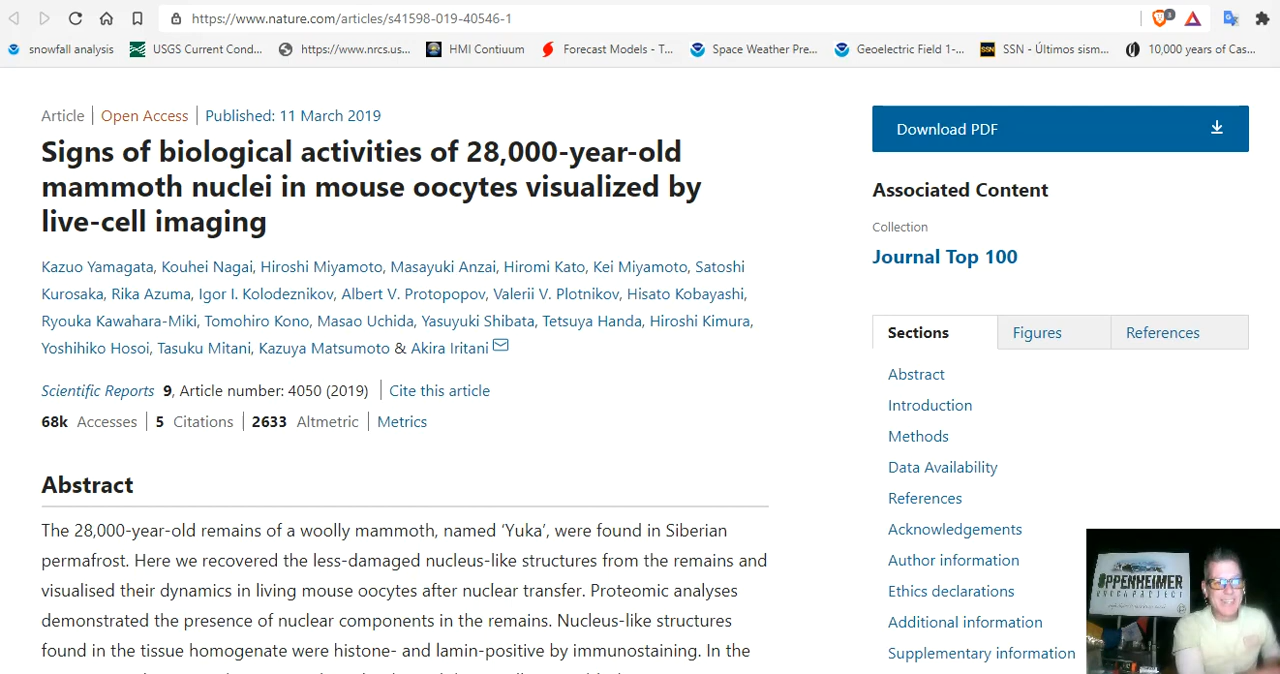 https://www.nature.com/articles/s41598-019-40546-1
3
snowfall analysis
USGS Current Cond...
https://www.nrcs.us...
HMI Contiuum
Forecast Models - T...
Space Weather Pre...
Geoelectric Field 1-...
SSN
SSN - Últimos sism...
10,000 years of Cas...
Article
Open Access
Published: 11 March 2019
Signs of biological activities of 28,000-year-old
mammoth nuclei in mouse oocytes visualized by
live-cell imaging
Kazuo Yamagata, Kouhei Nagai, Hiroshi Miyamoto, Masayuki Anzai, Hiromi Kato, Kei Miyamoto, Satoshi
Kurosaka, Rika Azuma, Igor I. Kolodeznikov, Albert V. Protopopov, Valerii V. Plotnikov, Hisato Kobayashi,
Ryouka Kawahara-Miki, Tomohiro Kono, Masao Uchida, Yasuyuki Shibata, Tetsuya Handa, Hiroshi Kimura,
Yoshihiko Hosoi, Tasuku Mitani, Kazuya Matsumoto & Akira Iritani
Scientific Reports 9, Article number: 4050 (2019)
Cite this article
68k Accesses
5 Citations
2633 Altmetric
Metrics
Abstract
The 28,000-year-old remains of a woolly mammoth, named ‘Yuka’, were found in Siberian
permafrost. Here we recovered the less-damaged nucleus-like structures from the remains and
visualised their dynamics in living mouse oocytes after nuclear transfer. Proteomic analyses
demonstrated the presence of nuclear components in the remains. Nucleus-like structures
found in the tissue homogenate were histone- and lamin-positive by immunostaining. In the
Download PDF
Associated Content
Collection
Journal Top 100
Sections
Figures
References
Abstract
Introduction
Methods
Data Availability
References
Acknowledgements
Author information
Ethics declarations
Additional information
Supplementary information
OPPENHEIMER
RANCH PROJECT